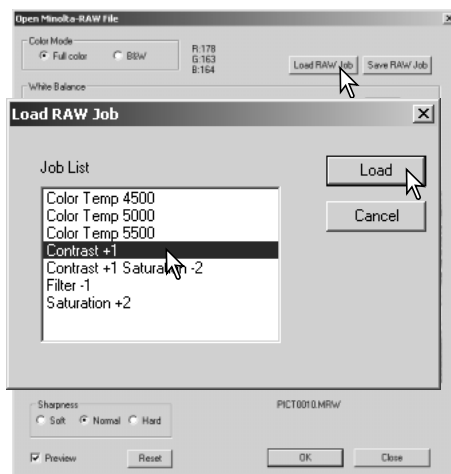 Open Minolta-RAW File
Color Mode
Full color B&W
R:178
G:163
B:164
Load RAW Job Save RAW Job
White Balance
Load RAW Job
Job List
Color Temp 4500
Color Temp 5000
Color Temp 5500
Contrast +1
Contrast +1 Saturation -2
Filter -1
Saturation +2
Load
Cancel
Sharpness
Soft Normal Hard
PICT0010.MRW
Preview Reset OK Close